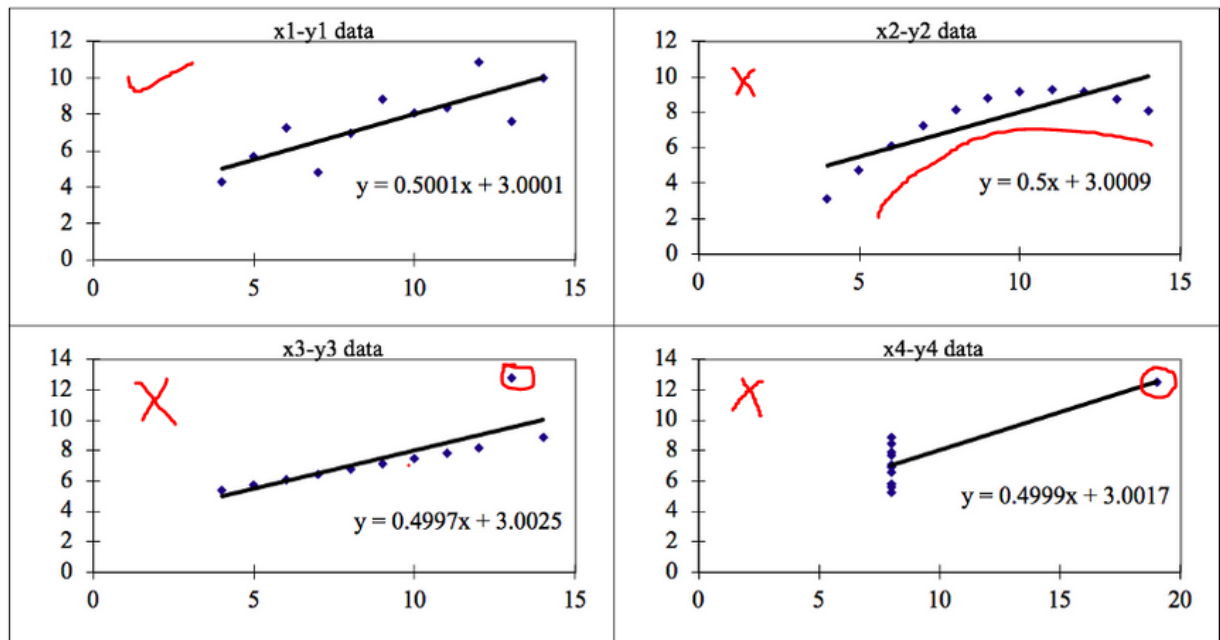 x1-y1 data
12
10
8
6
4
2
0
0 5 10 15
y = 0.5001x + 3.0001
x2-y2 data
12
10
8
6
4
2
0
0 5 10 15
y = 0.5x + 3.0009
x3-y3 data
14
12
10
8
6
4
2
0
0 5 10 15
y = 0.4997x + 3.0025
x4-y4 data
14
12
10
8
6
4
2
0
0 5 10 15 20
y = 0.4999x + 3.0017